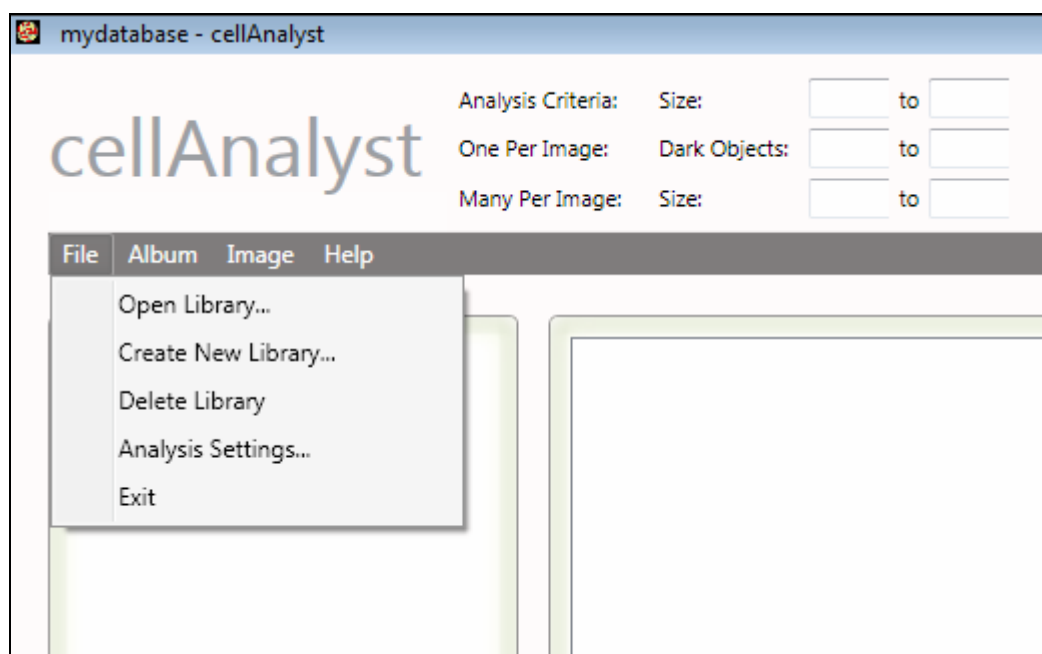 mydatabase - cellAnalyst
cellAnalyst
Analysis Criteria: Size: to
One Per Image: Dark Objects: to
Many Per Image: Size: to
File Album Image Help
Open Library...
Create New Library...
Delete Library
Analysis Settings...
Exit